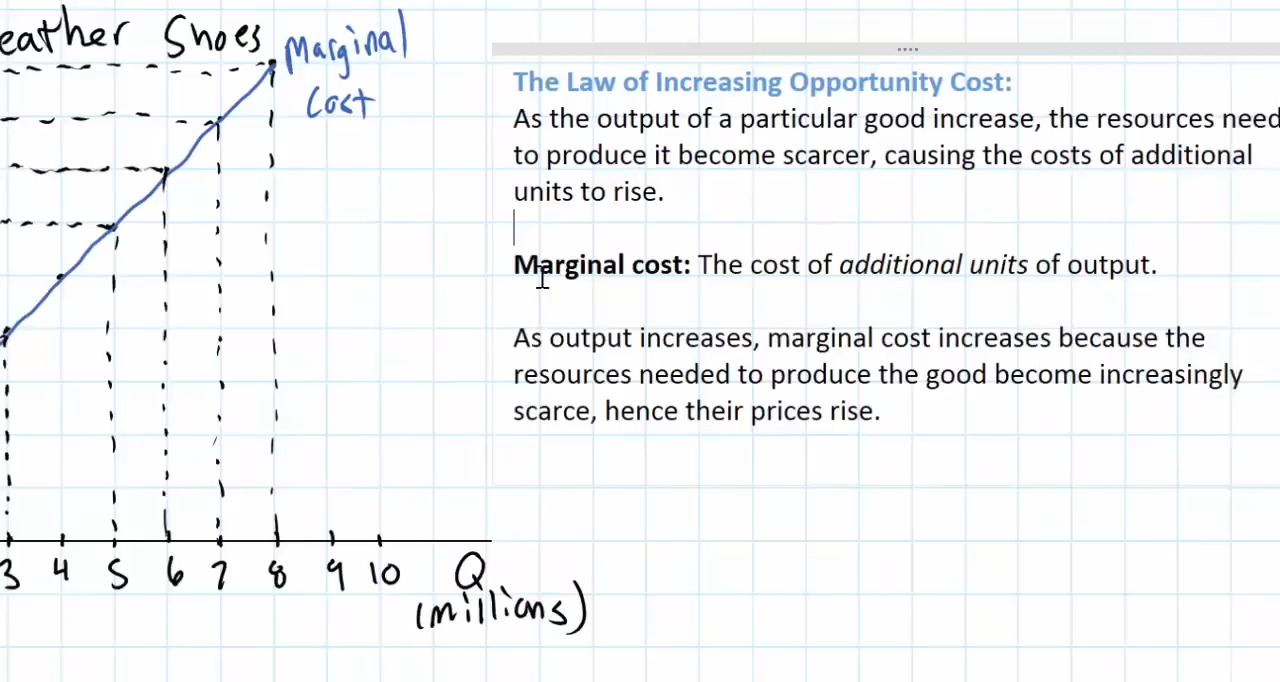 eather Shoes
Marginal
Cost
The Law of Increasing Opportunity Cost:
As the output of a particular good increase, the resources need
to produce it become scarcer, causing the costs of additional
units to rise.
Marginal cost: The cost of additional units of output.
As output increases, marginal cost increases because the
resources needed to produce the good become increasingly
scarce, hence their prices rise.
3 4 5 6 7 8 9 10 Q
(millions)